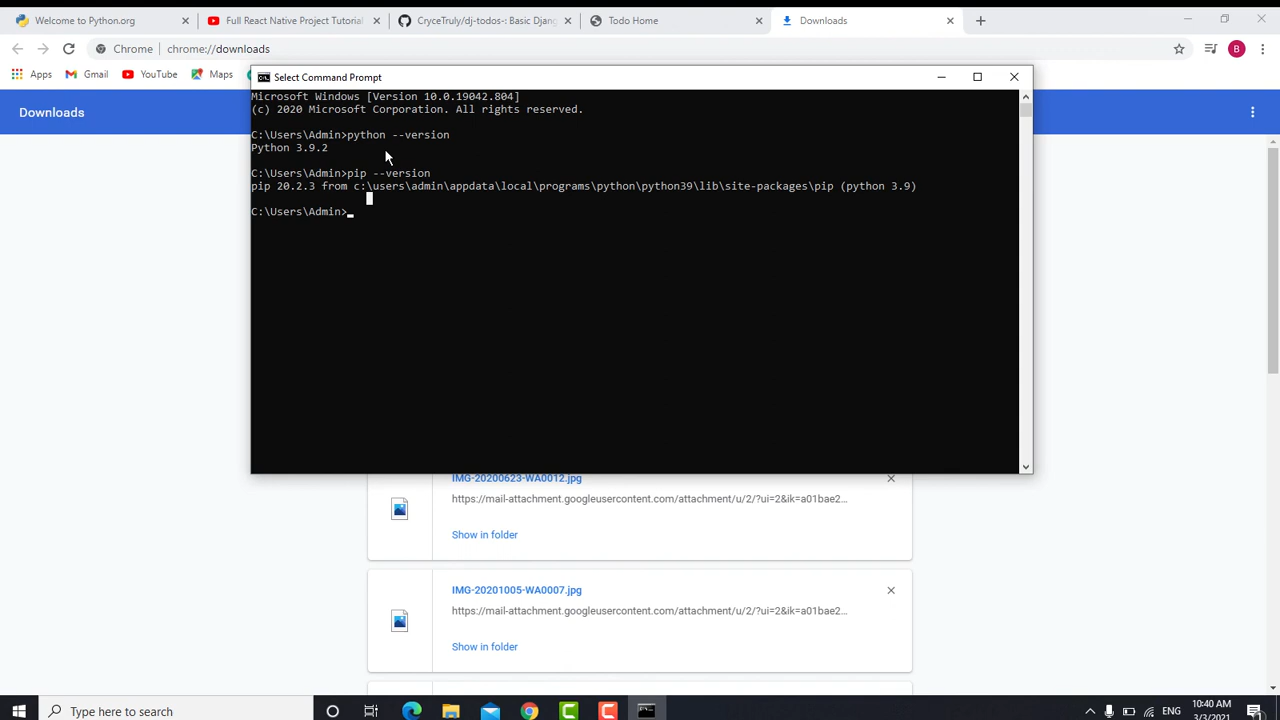 Welcome to Python.org
Full React Native Project Tutorial
CryceTruly/dj-todos-: Basic Djang
Todo Home
Downloads
Chrome
chrome://downloads
B
Apps
Gmail
YouTube
Maps
Downloads
Select Command Prompt
Microsoft Windows [Version 10.0.19042.804]
(c) 2020 Microsoft Corporation. All rights reserved.
C:\Users\Admin>python --version
Python 3.9.2
C:\Users\Admin>pip --version
pip 20.2.3 from c:\users\admin\appdata\local\programs\python\python39\lib\site-packages\pip (python 3.9)
C:\Users\Admin>
IMG-20200623-WA0012.jpg
https://mail-attachment.googleusercontent.com/attachment/u/2/?ui=2&ik=a01bae2...
Show in folder
IMG-20201005-WA0007.jpg
https://mail-attachment.googleusercontent.com/attachment/u/2/?ui=2&ik=a01bae2...
Show in folder
Type here to search
ENG
10:40 AM
3/3/2021